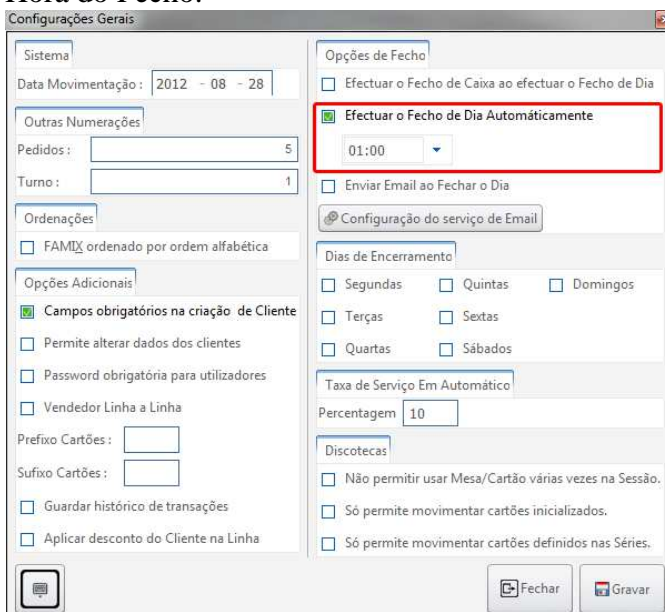 Hora do Fecho.
Configurações Gerais
Sistema
Data Movimentação : 2012 - 08 - 28
Outras Numerações
Pedidos : 5
Turno : 1
Ordenações
FAMIX ordenado por ordem alfabética
Opções Adicionais
Campos obrigatórios na criação de Cliente
Permite alterar dados dos clientes
Password obrigatória para utilizadores
Vendedor Linha a Linha
Prefixo Cartões :
Sufixo Cartões :
Guardar histórico de transações
Aplicar desconto do Cliente na Linha
Opções de Fecho
Efectuar o Fecho de Caixa ao efectuar o Fecho de Dia
Efectuar o Fecho de Dia Automáticamente
01:00
Enviar Email ao Fechar o Dia
Configuração do serviço de Email
Dias de Encerramento
Segundas Quintas Domingos
Terças Sextas
Quartas Sábados
Taxa de Serviço Em Automático
Percentagem 10
Discotecas
Não permitir usar Mesa/Cartão várias vezes na Sessão.
Só permite movimentar cartões inicializados.
Só permite movimentar cartões definidos nas Séries.
Fechar Gravar